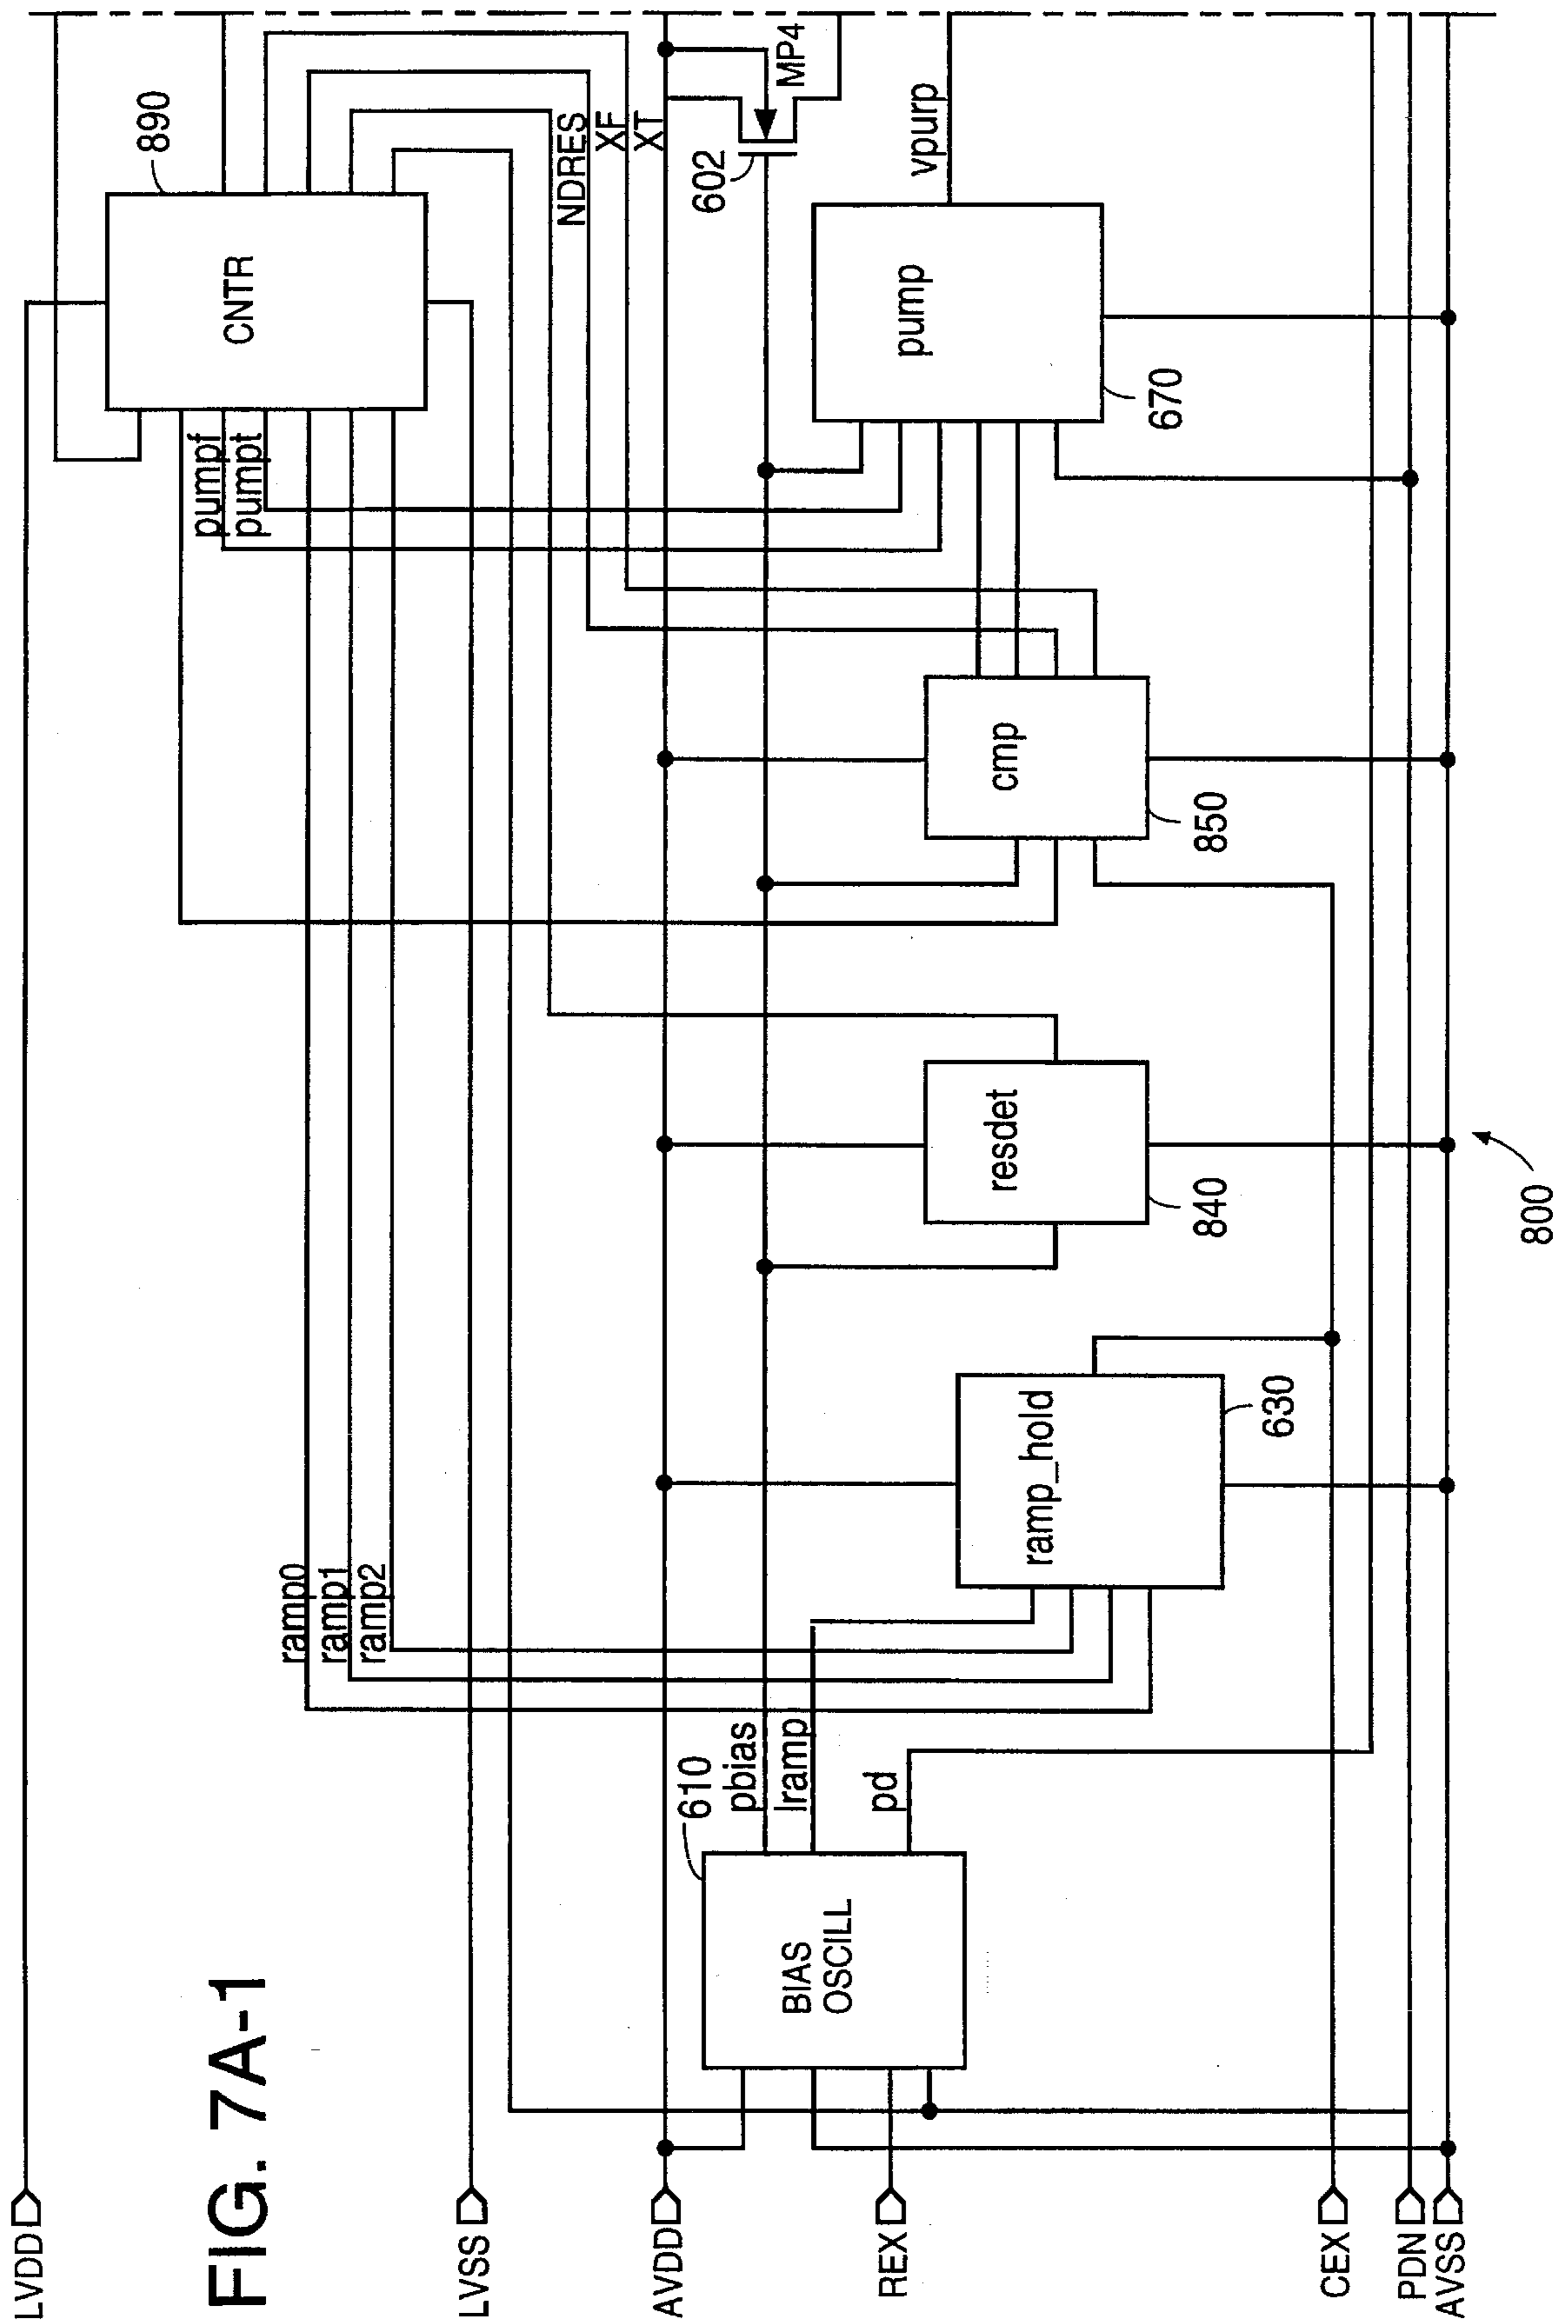 FIG. 7A-1
LVDD
LVSS
AVDD
REX
CEX
PDN
AVSS
BIAS
OSCILL
610
pbias
Iramp
pd
ramp0
ramp1
ramp2
ramp_hold
630
resdet
840
cmp
850
pump
670
pumpf
pumpt
CNTR
890
NDRES
XF
XT
602
MP4
vpurp
800